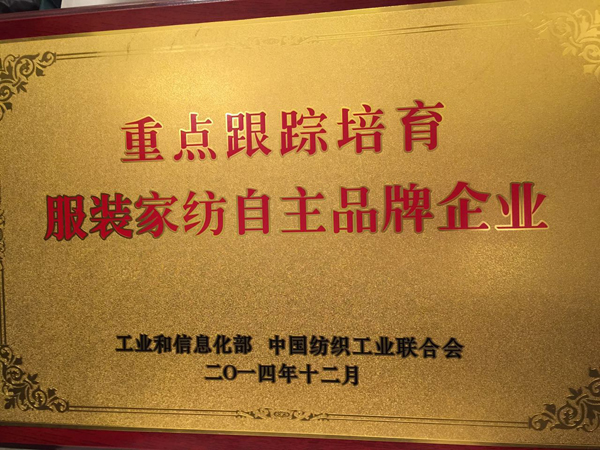 重点跟踪培育
服装家纺自主品牌企业
工业和信息化部 中国纺织工业联合会
二〇一四年十二月